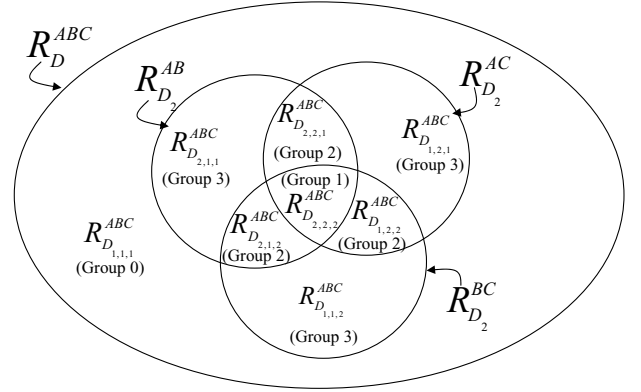 R_D^{ABC}
R_{D_2}^{AB}
R_{D_2}^{AC}
R_{D_{2,2,1}}^{ABC}
(Group 2)
R_{D_{2,1,1}}^{ABC}
(Group 3)
R_{D_{1,2,1}}^{ABC}
(Group 3)
(Group 1)
R_{D_{2,2,2}}^{ABC}
R_{D_{2,1,2}}^{ABC}
(Group 2)
R_{D_{1,2,2}}^{ABC}
(Group 2)
R_{D_{1,1,1}}^{ABC}
(Group 0)
R_{D_{1,1,2}}^{ABC}
(Group 3)
R_{D_2}^{BC}